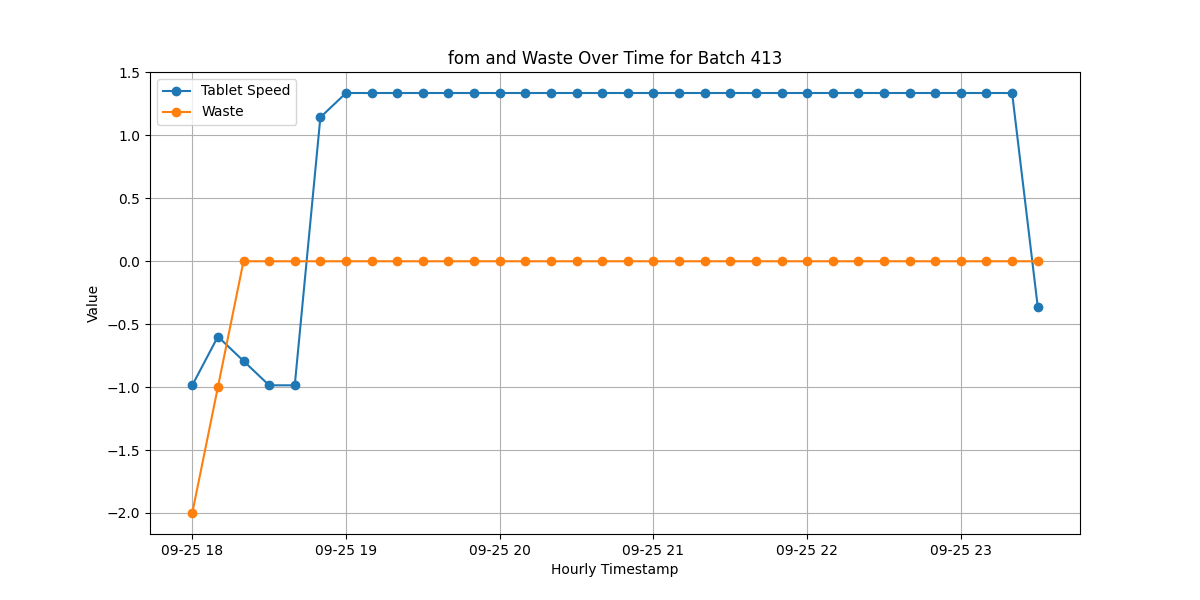 fom and Waste Over Time for Batch 413
Tablet Speed
Waste
1.5
1.0
0.5
0.0
−0.5
−1.0
−1.5
−2.0
Value
09-25 18
09-25 19
09-25 20
09-25 21
09-25 22
09-25 23
Hourly Timestamp